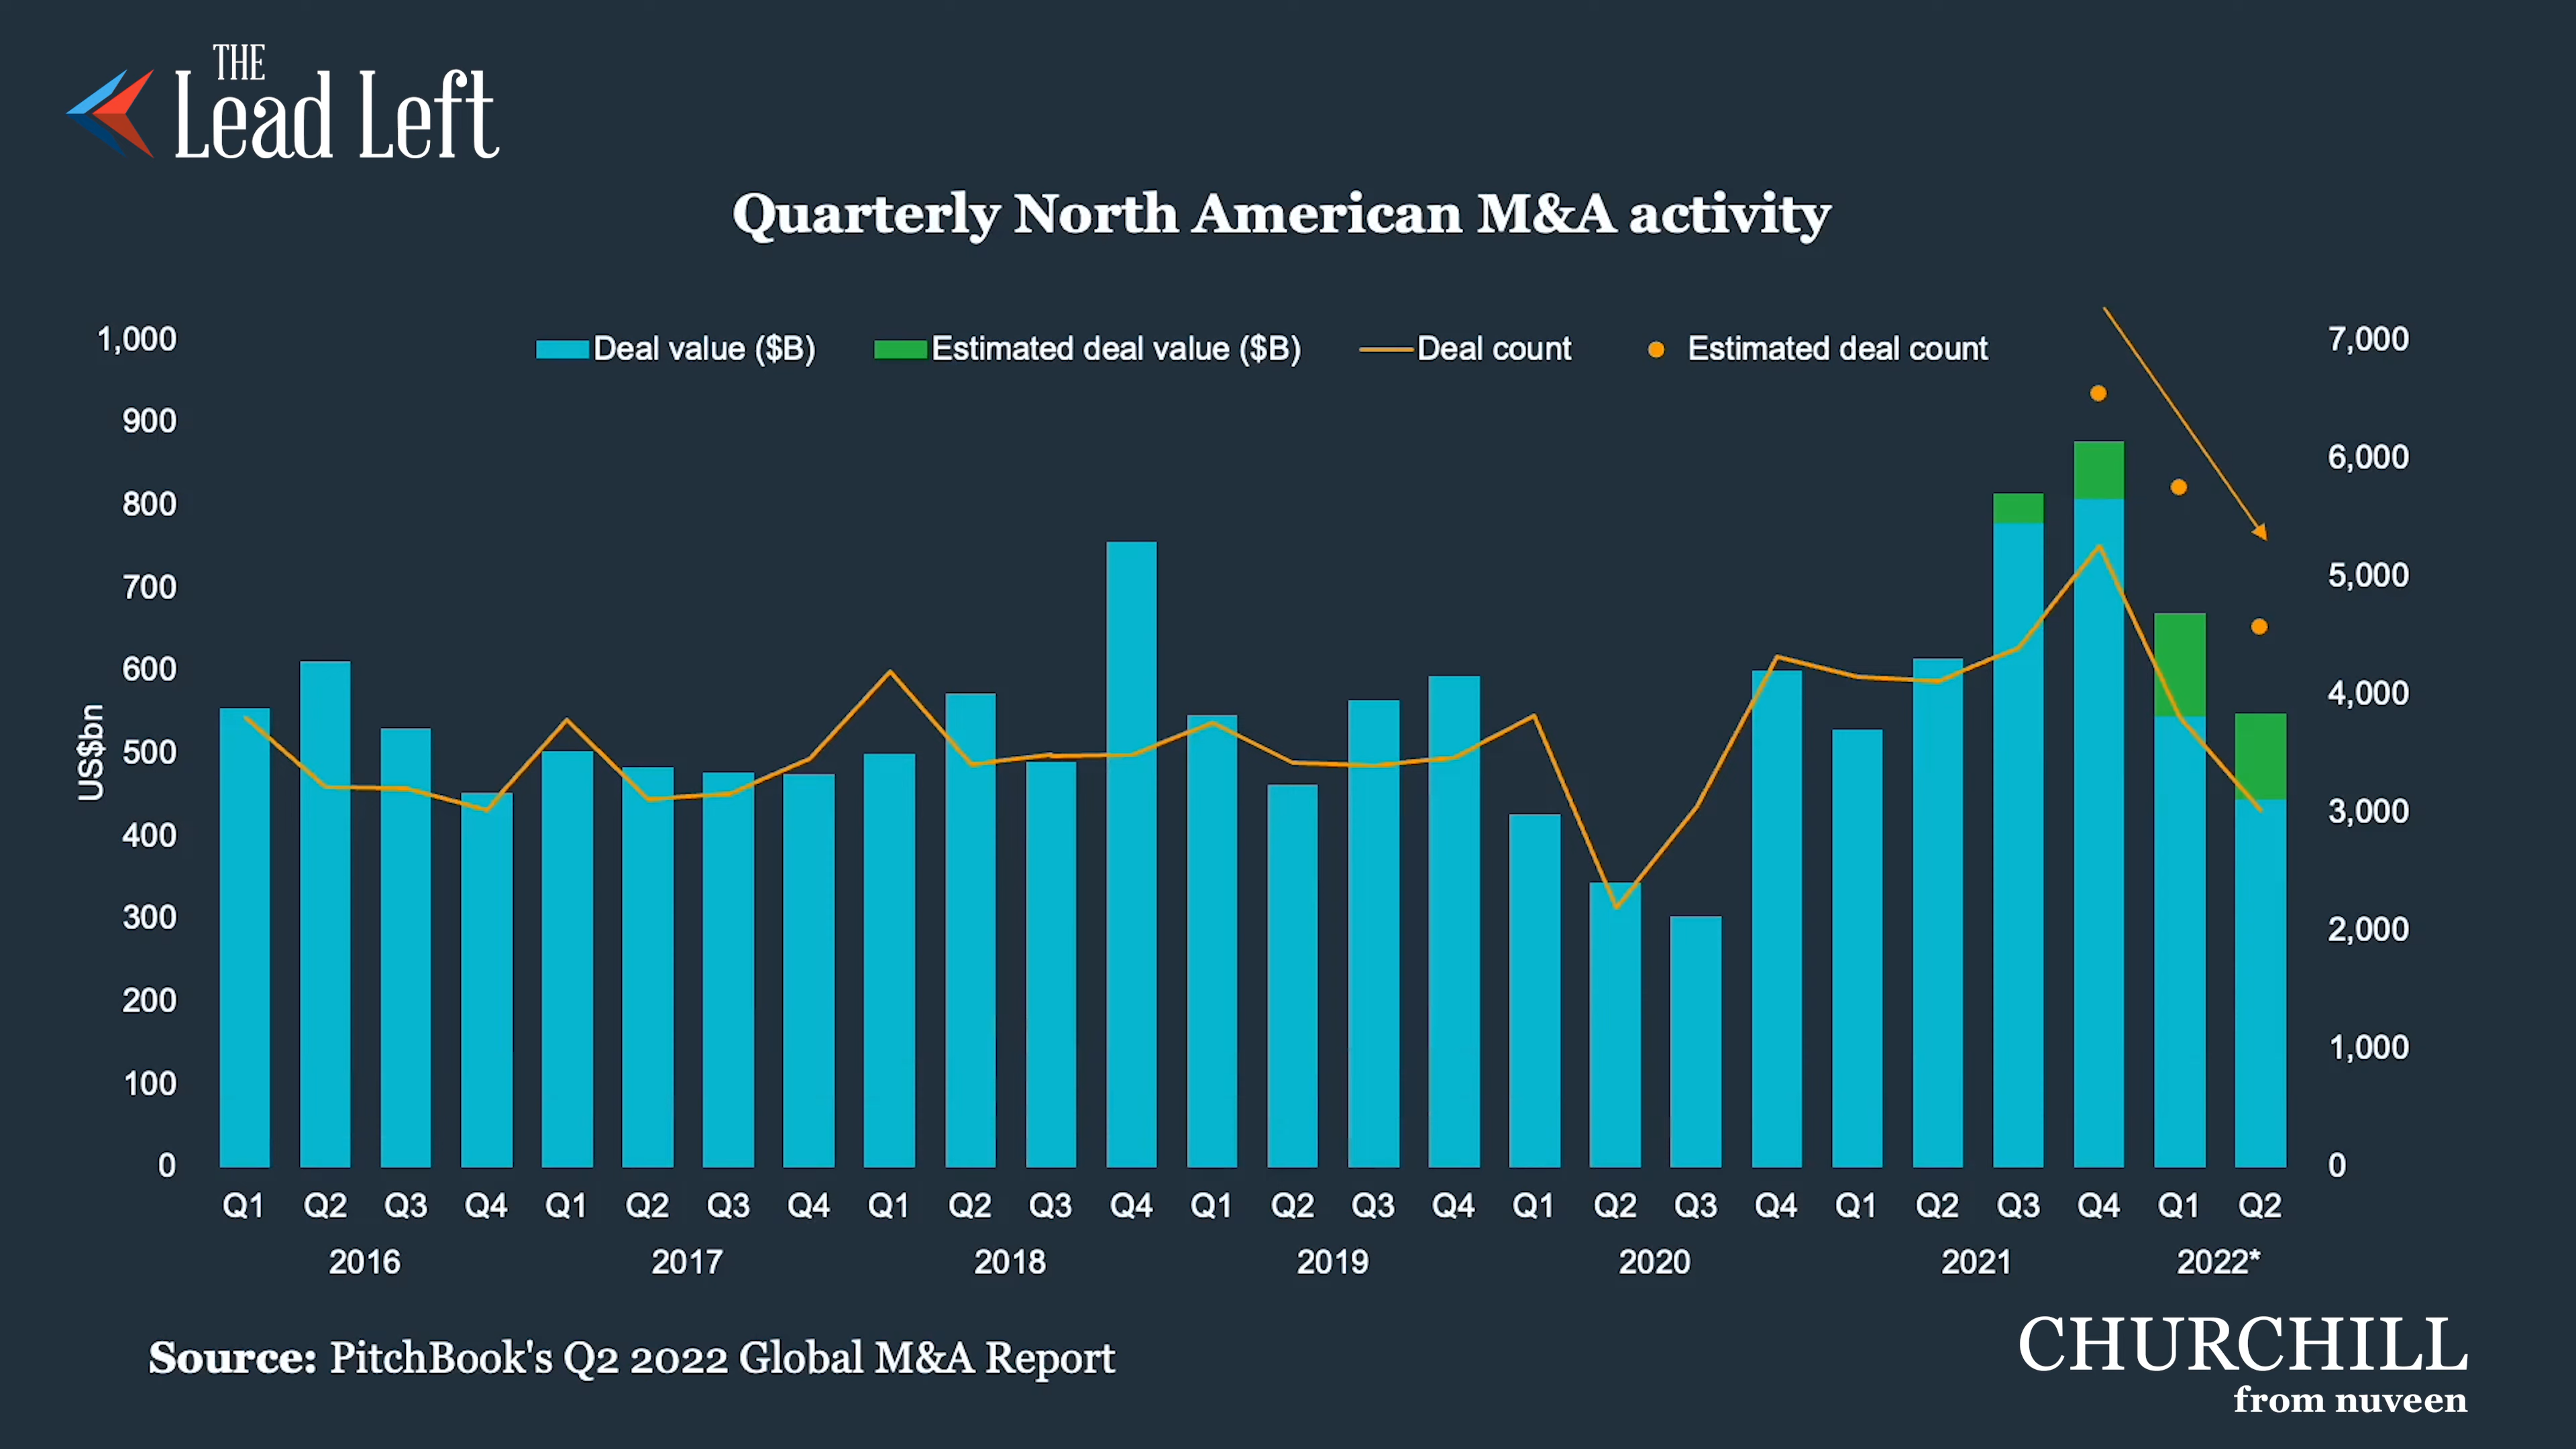 THE
Lead Left
Quarterly North American M&A activity
Deal value ($B) Estimated deal value ($B) Deal count Estimated deal count
1,000
900
800
700
600
500
400
300
200
100
0
US$bn
7,000
6,000
5,000
4,000
3,000
2,000
1,000
0
Q1 Q2 Q3 Q4 Q1 Q2 Q3 Q4 Q1 Q2 Q3 Q4 Q1 Q2 Q3 Q4 Q1 Q2 Q3 Q4 Q1 Q2 Q3 Q4 Q1 Q2
2016 2017 2018 2019 2020 2021 2022*
Source: PitchBook's Q2 2022 Global M&A Report
CHURCHILL
from nuveen